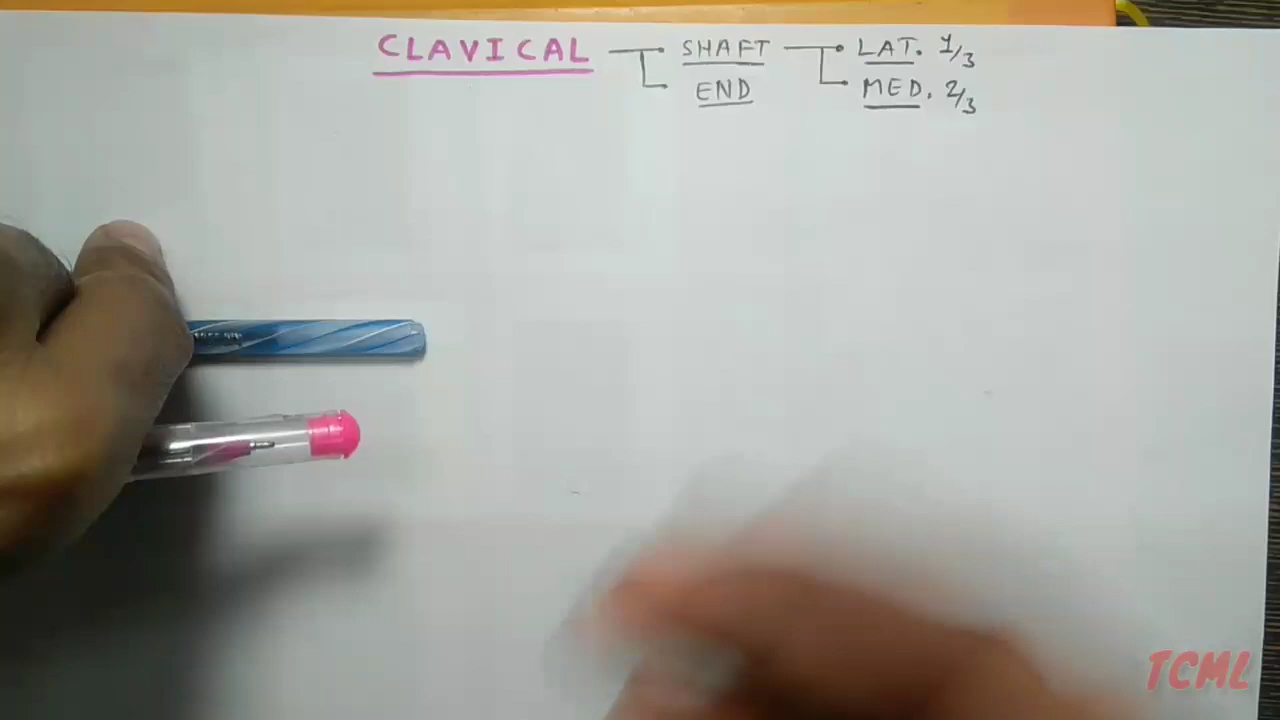 CLAVICAL SHAFT LAT. 1/3
END MED. 2/3
TCML